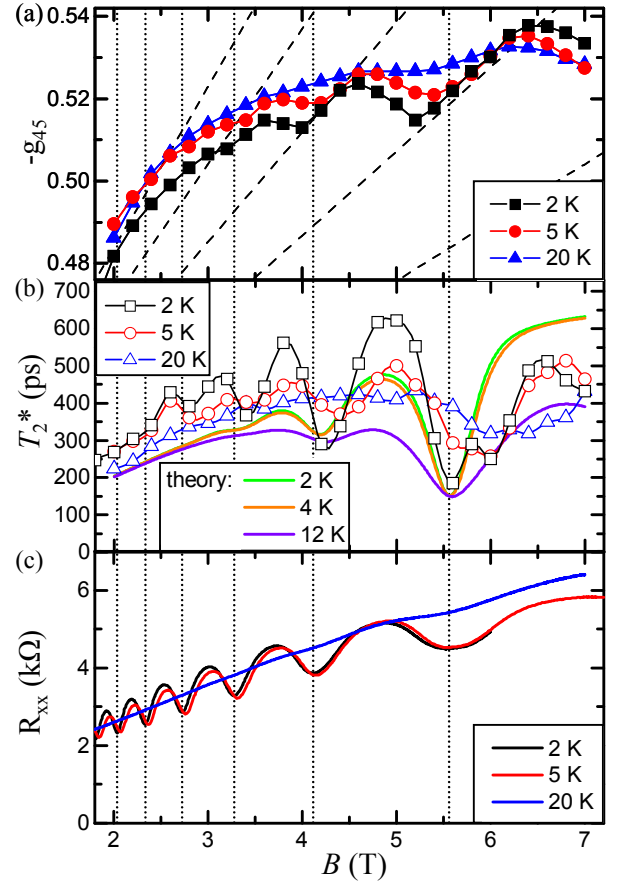 (a)
0.54
0.52
0.50
0.48
-g45
2 K
5 K
20 K
(b)
700
600
500
400
300
200
100
0
T2* (ps)
2 K
5 K
20 K
theory:
2 K
4 K
12 K
(c)
6
4
2
0
Rxx (kΩ)
2 K
5 K
20 K
2 3 4 5 6 7
B (T)